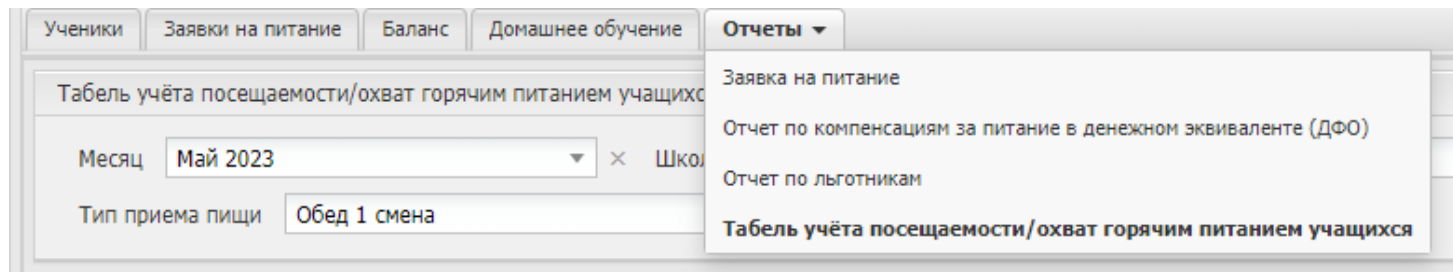 Ученики Заявки на питание Баланс Домашнее обучение Отчеты
Заявка на питание
Табель учёта посещаемости/охват горячим питанием учащихс
Отчет по компенсациям за питание в денежном эквиваленте (ДФО)
Месяц Май 2023 × Шко
Отчет по льготникам
Тип приема пищи Обед 1 смена
Табель учёта посещаемости/охват горячим питанием учащихся